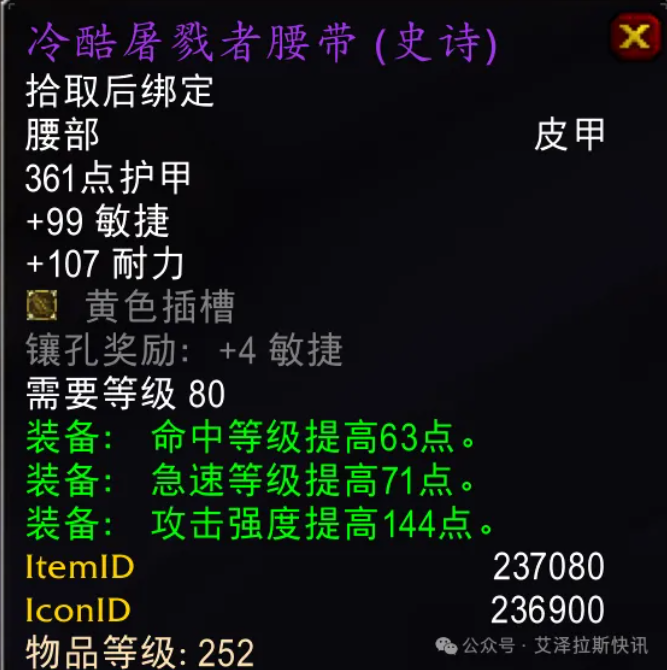 冷酷屠戮者腰带 (史诗)
拾取后绑定
腰部 皮甲
361点护甲
+99 敏捷
+107 耐力
黄色插槽
镶孔奖励: +4 敏捷
需要等级 80
装备: 命中等级提高63点。
装备: 急速等级提高71点。
装备: 攻击强度提高144点。
ItemID 237080
IconID 236900
物品等级: 252
公众号 · 艾泽拉斯快讯